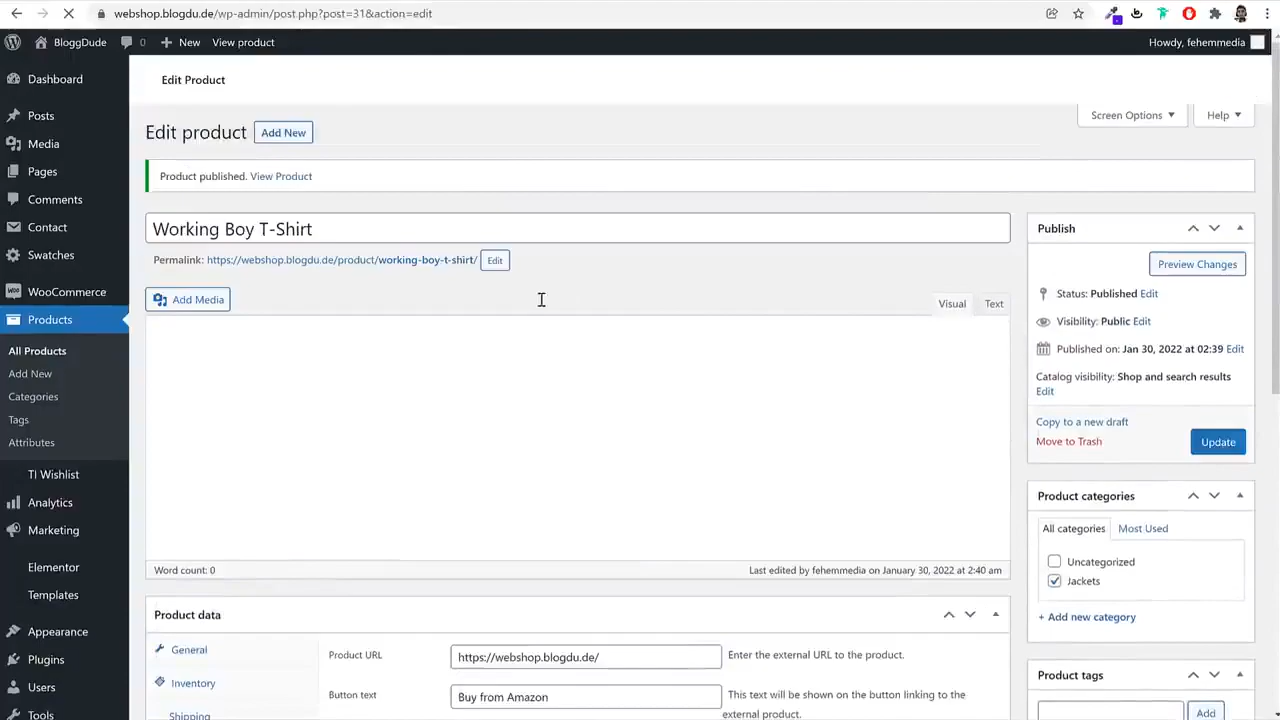 webshop.blogdu.de/wp-admin/post.php?post=31&action=edit
BloggDude 0 New View product Howdy, fehemmedia
Dashboard
Posts
Media
Pages
Comments
Contact
Swatches
WooCommerce
Products
All Products
Add New
Categories
Tags
Attributes
TI Wishlist
Analytics
Marketing
Elementor
Templates
Appearance
Plugins
Users
Tools
Edit Product
Screen Options Help
Edit product Add New
Product published. View Product
Working Boy T-Shirt
Permalink: https://webshop.blogdu.de/product/working-boy-t-shirt/ Edit
Add Media Visual Text
Word count: 0 Last edited by fehemmedia on January 30, 2022 at 2:40 am
Product data
General
Inventory
Shipping
Product URL https://webshop.blogdu.de/ Enter the external URL to the product.
Button text Buy from Amazon This text will be shown on the button linking to the
external product.
Publish
Preview Changes
Status: Published Edit
Visibility: Public Edit
Published on: Jan 30, 2022 at 02:39 Edit
Catalog visibility: Shop and search results
Edit
Copy to a new draft
Move to Trash Update
Product categories
All categories Most Used
Uncategorized
Jackets
+ Add new category
Product tags
Add